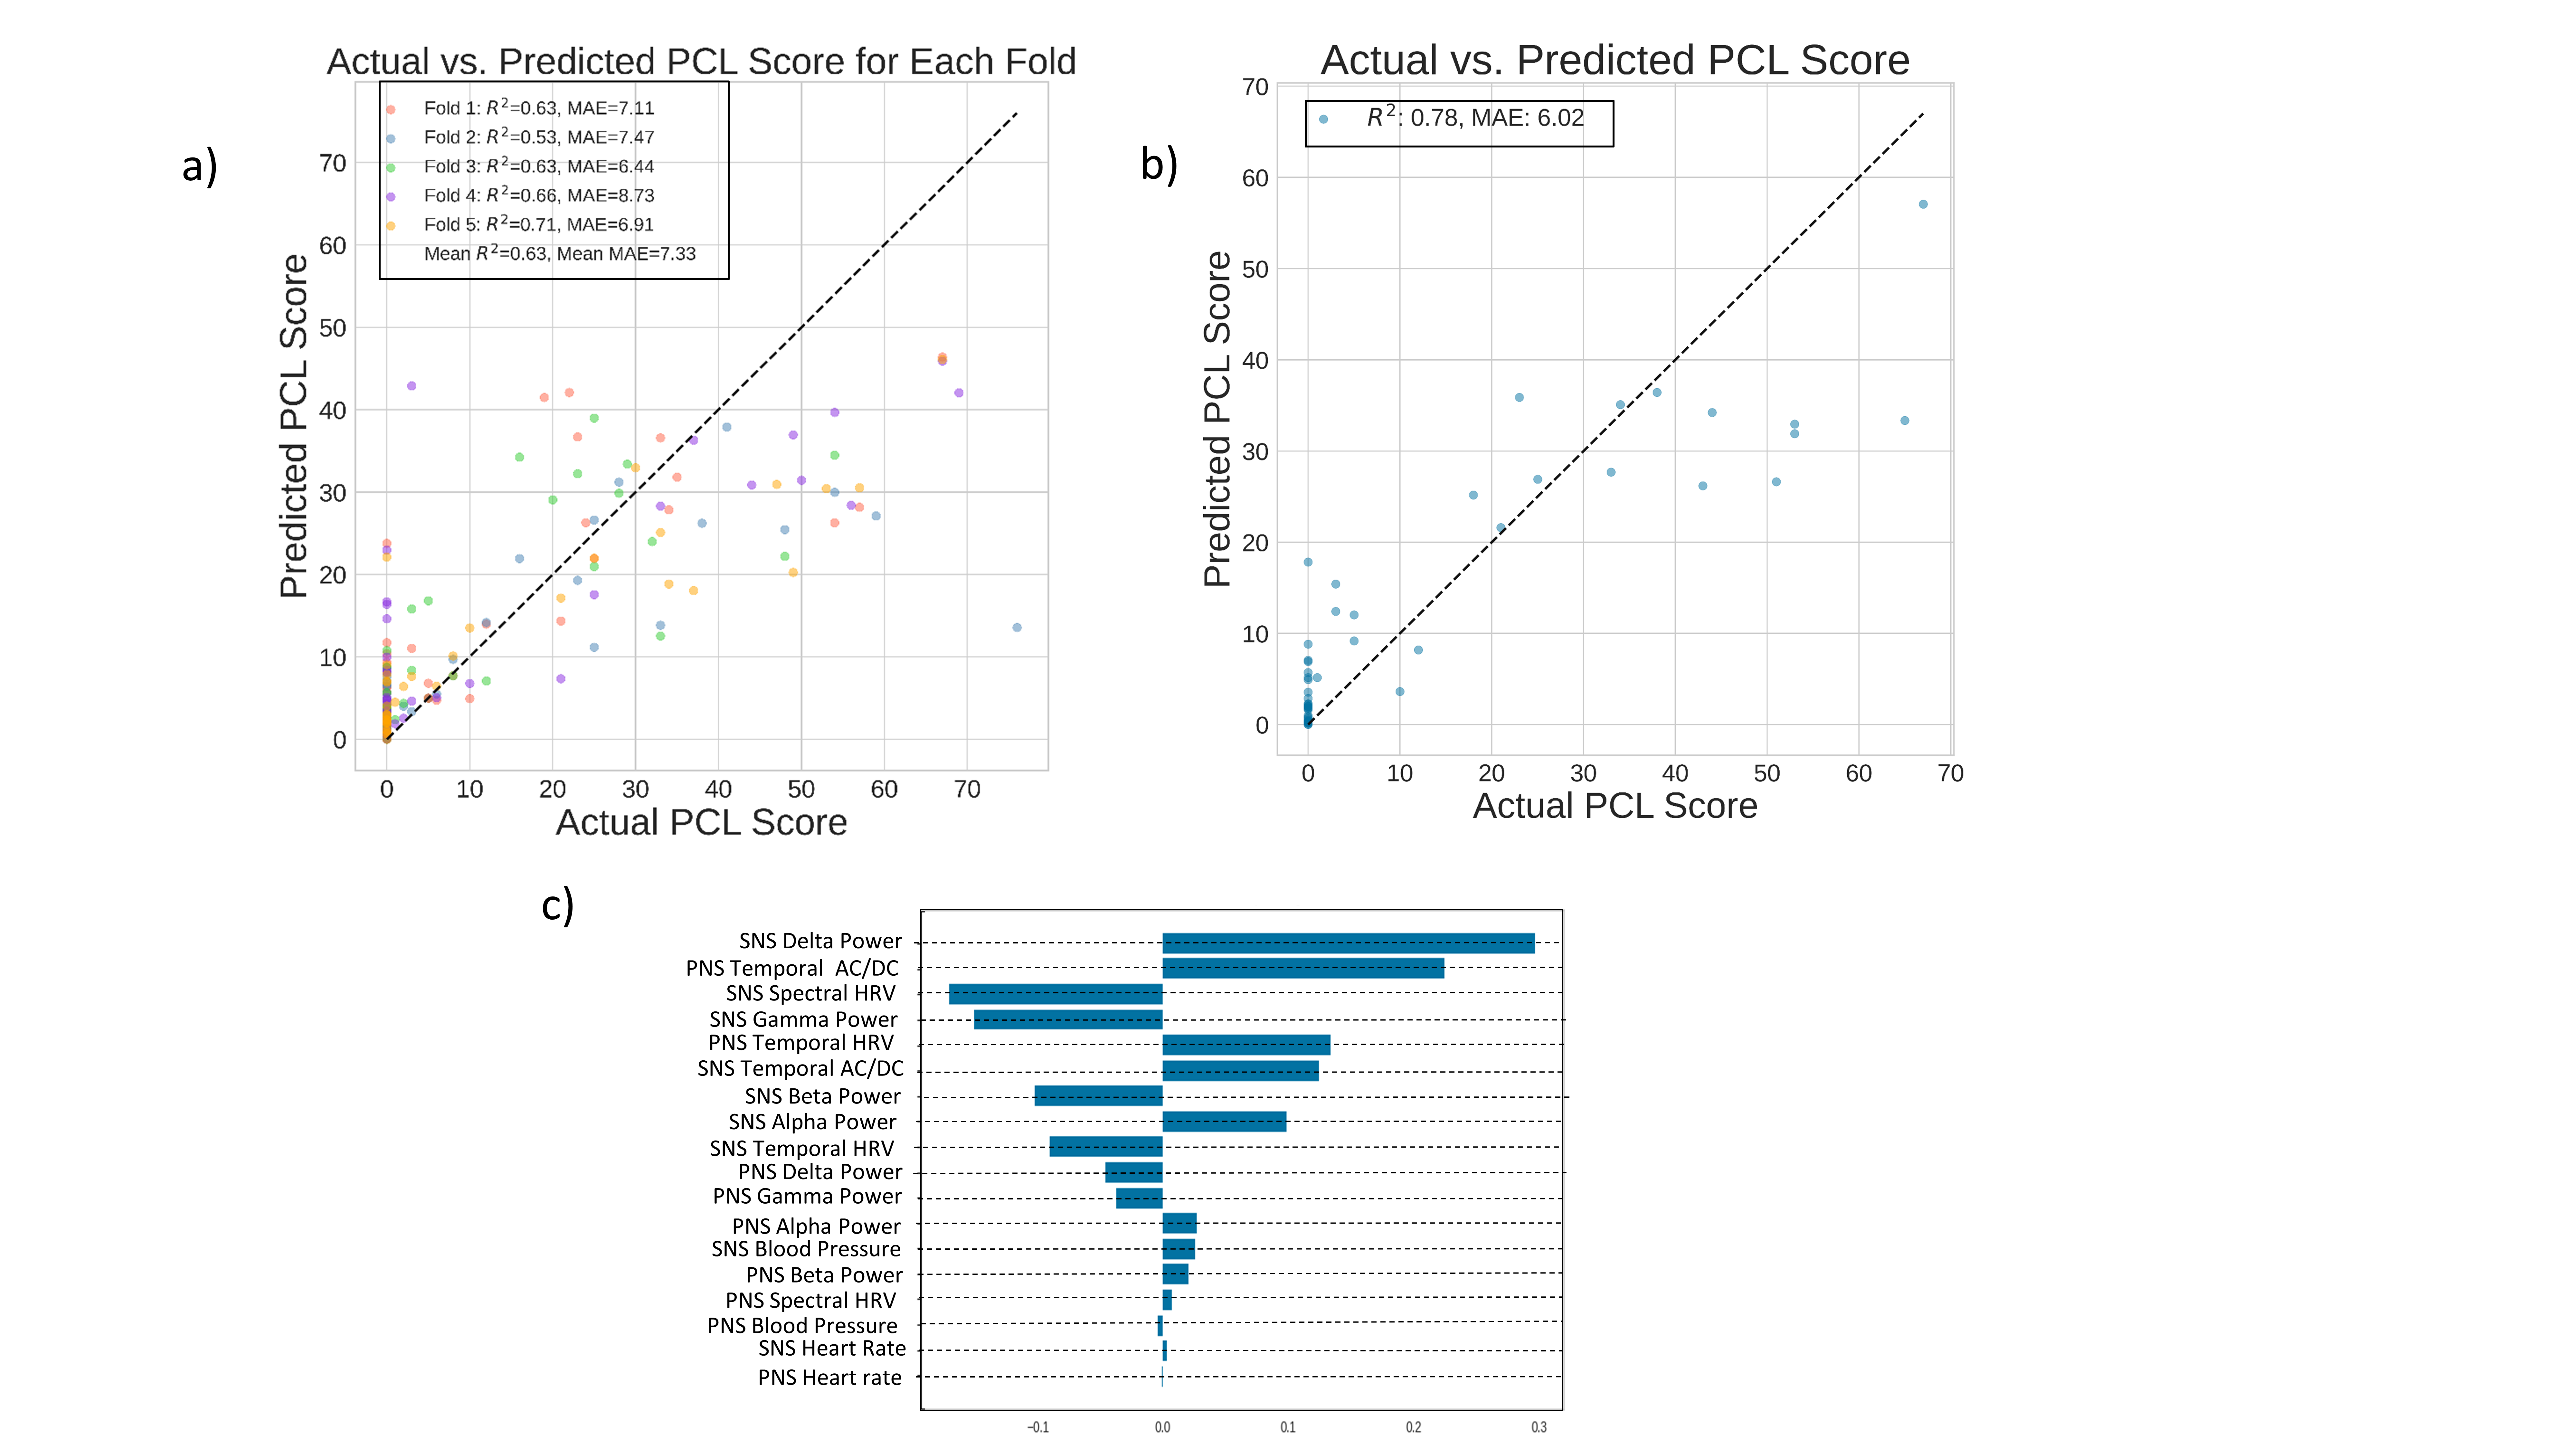 a)
Actual vs. Predicted PCL Score for Each Fold
Fold 1: R²=0.63, MAE=7.11
Fold 2: R²=0.53, MAE=7.47
Fold 3: R²=0.63, MAE=6.44
Fold 4: R²=0.66, MAE=8.73
Fold 5: R²=0.71, MAE=6.91
Mean R²=0.63, Mean MAE=7.33
Predicted PCL Score
70
60
50
40
30
20
10
0
0 10 20 30 40 50 60 70
Actual PCL Score
b)
Actual vs. Predicted PCL Score
R²: 0.78, MAE: 6.02
Predicted PCL Score
70
60
50
40
30
20
10
0
0 10 20 30 40 50 60 70
Actual PCL Score
c)
SNS Delta Power
PNS Temporal AC/DC
SNS Spectral HRV
SNS Gamma Power
PNS Temporal HRV
SNS Temporal AC/DC
SNS Beta Power
SNS Alpha Power
SNS Temporal HRV
PNS Delta Power
PNS Gamma Power
PNS Alpha Power
SNS Blood Pressure
PNS Beta Power
PNS Spectral HRV
PNS Blood Pressure
SNS Heart Rate
PNS Heart rate
−0.1 0.0 0.1 0.2 0.3